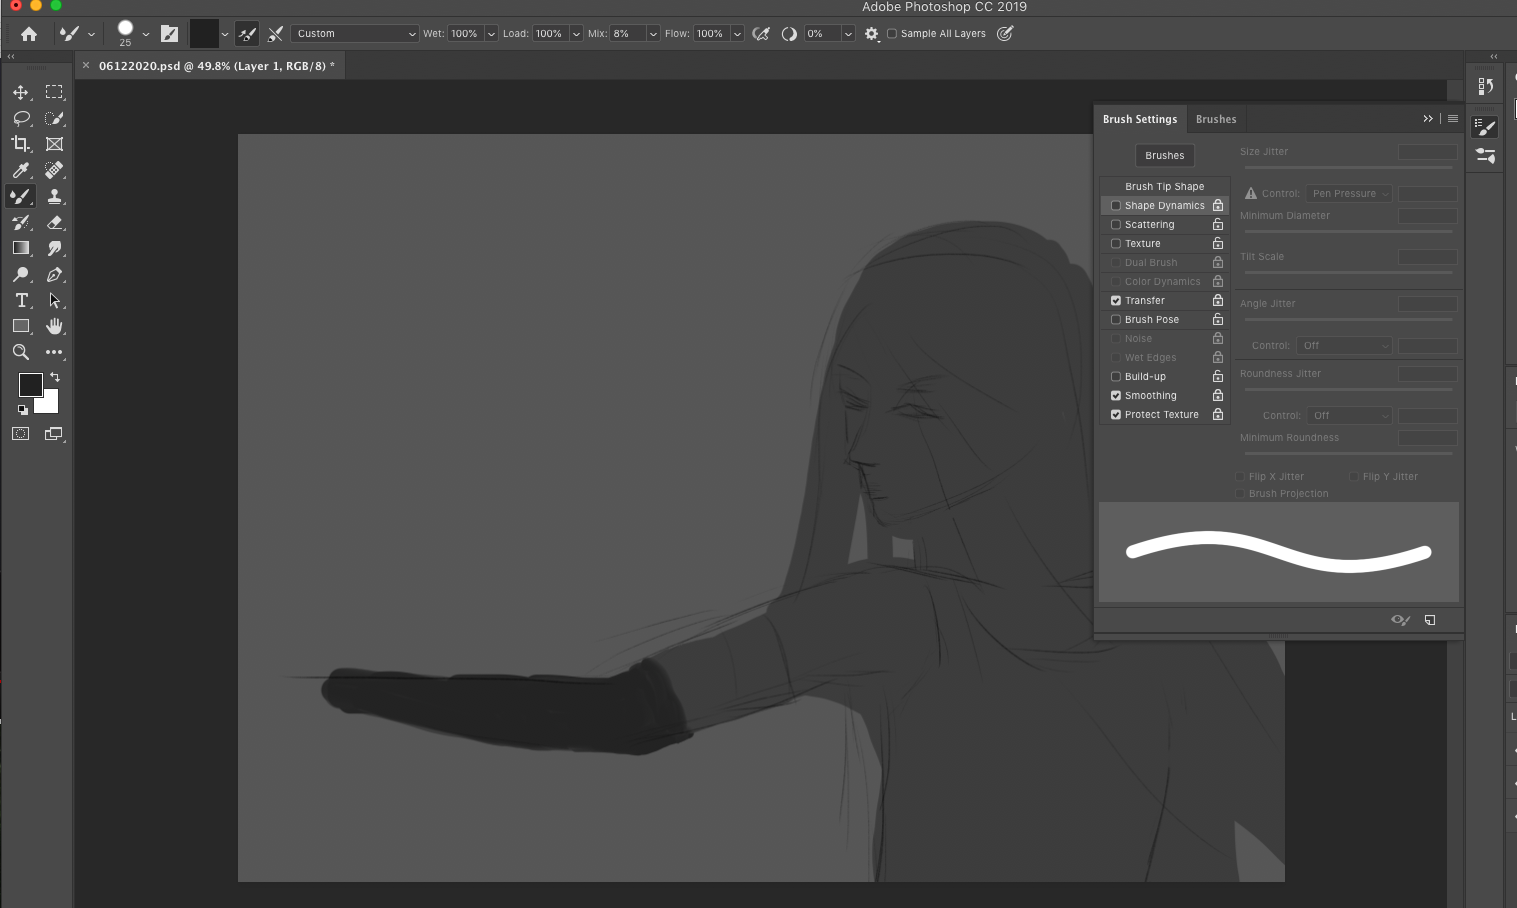 Adobe Photoshop CC 2019
25
Custom
Wet: 100%
Load: 100%
Mix: 8%
Flow: 100%
0%
Sample All Layers
× 06122020.psd @ 49.8% (Layer 1, RGB/8) *
Brush Settings
Brushes
Brushes
Brush Tip Shape
Shape Dynamics
Scattering
Texture
Dual Brush
Color Dynamics
Transfer
Brush Pose
Noise
Wet Edges
Build-up
Smoothing
Protect Texture
Size Jitter
Control: Pen Pressure
Minimum Diameter
Tilt Scale
Angle Jitter
Control: Off
Roundness Jitter
Control: Off
Minimum Roundness
Flip X Jitter
Flip Y Jitter
Brush Projection